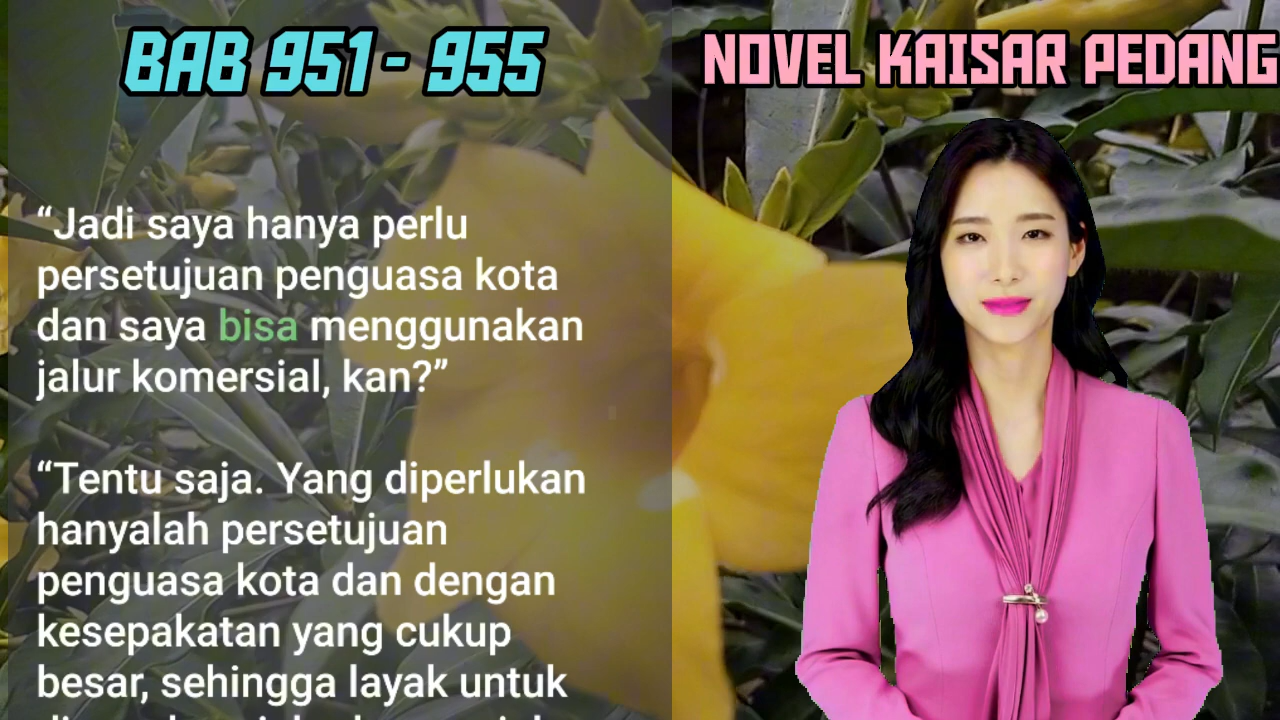 BAB 951 - 955
NOVEL KAISAR PEDANG
“Jadi saya hanya perlu
persetujuan penguasa kota
dan saya bisa menggunakan
jalur komersial, kan?”
“Tentu saja. Yang diperlukan
hanyalah persetujuan
penguasa kota dan dengan
kesepakatan yang cukup
besar, sehingga layak untuk